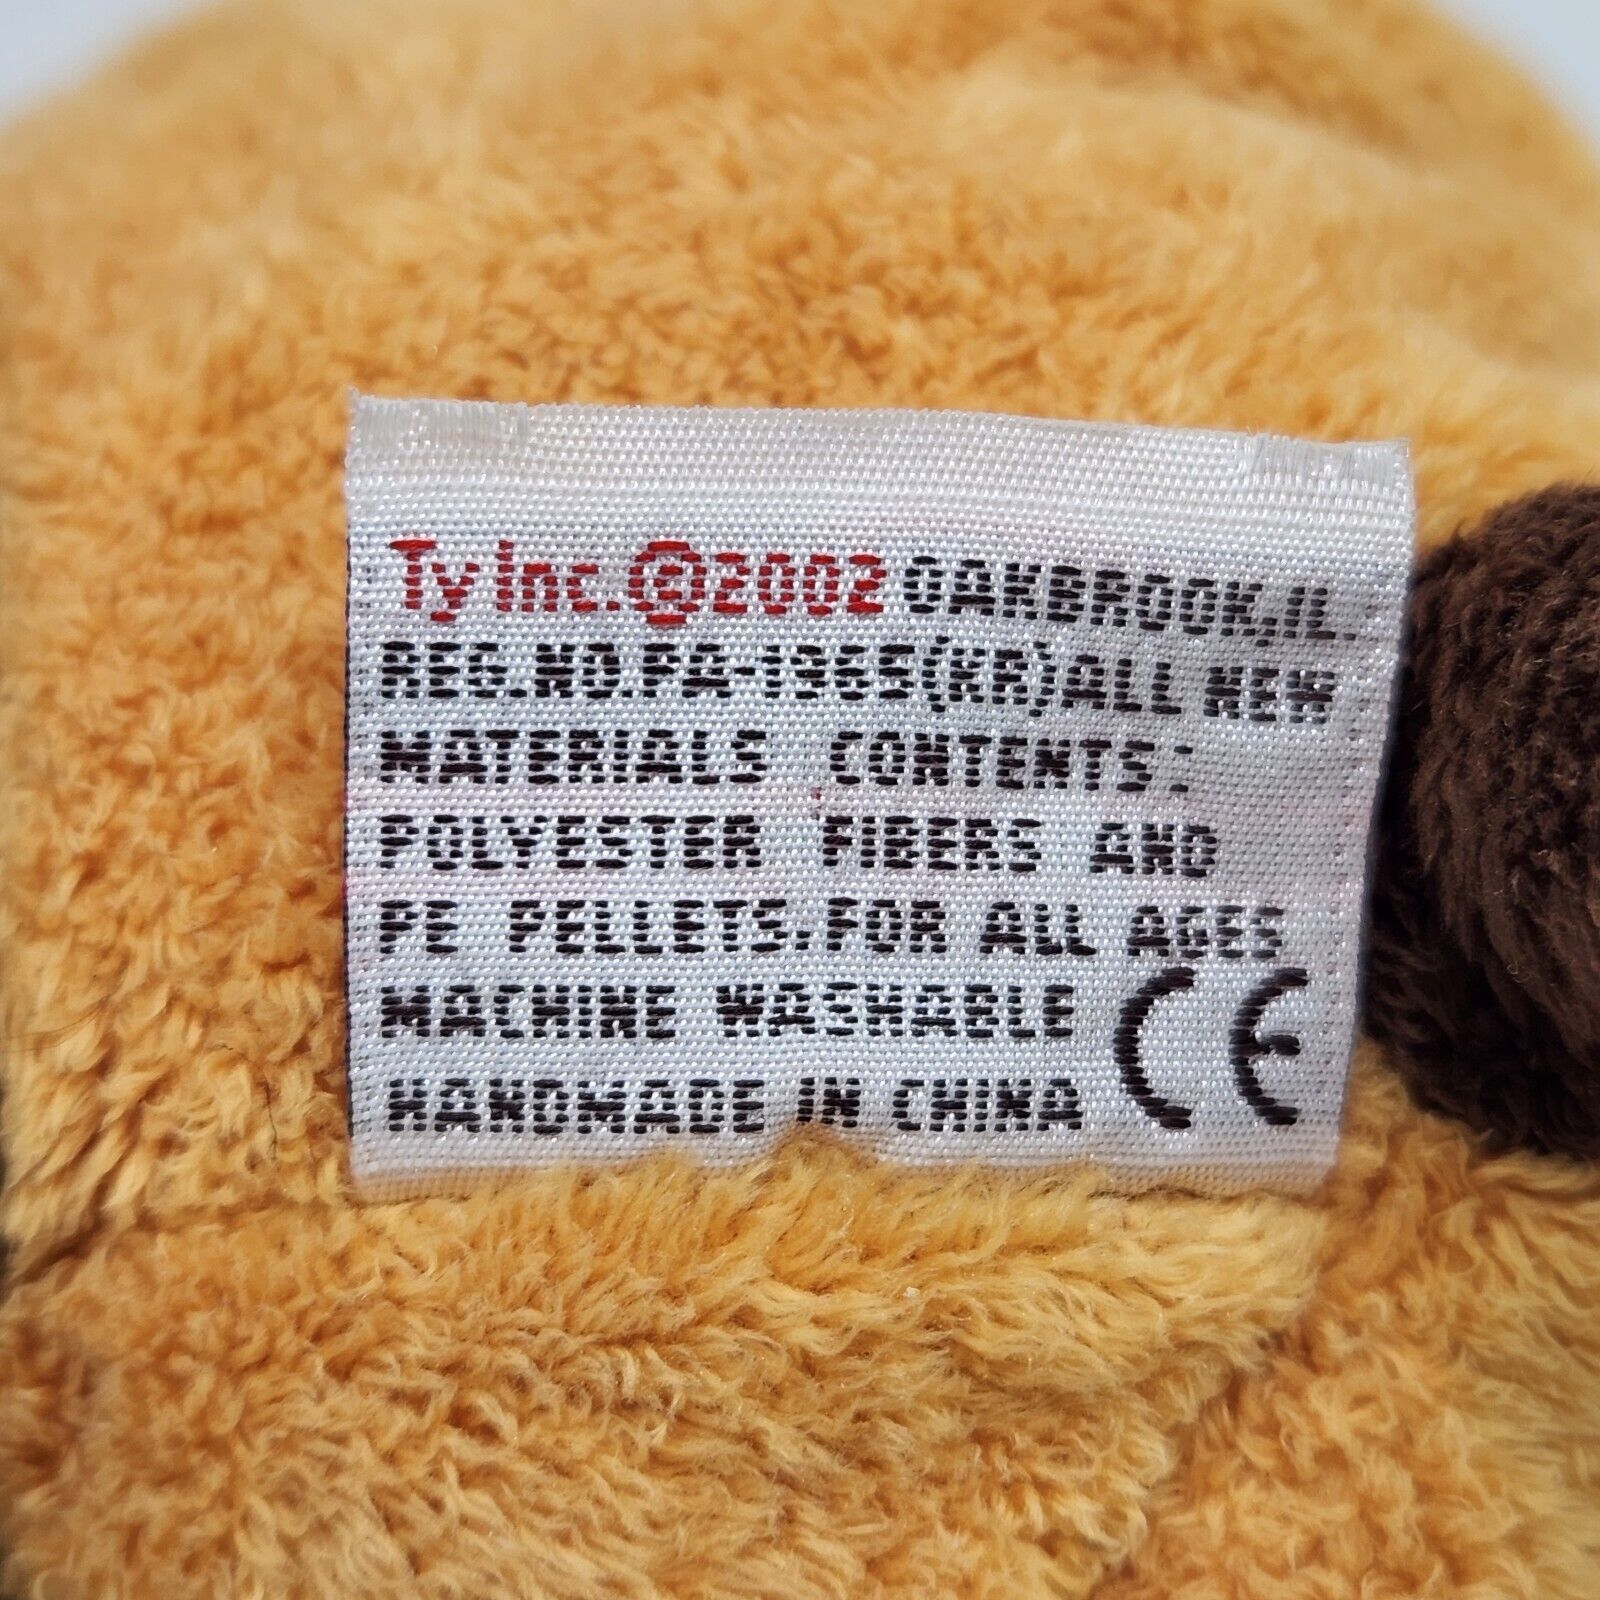 Ty Inc. © 2002 OAKBROOK, IL.
REG.NO.PA-1965(KR) ALL NEW
MATERIALS CONTENTS:
POLYESTER FIBERS AND
PE PELLETS. FOR ALL AGES
MACHINE WASHABLE CE
HANDMADE IN CHINA